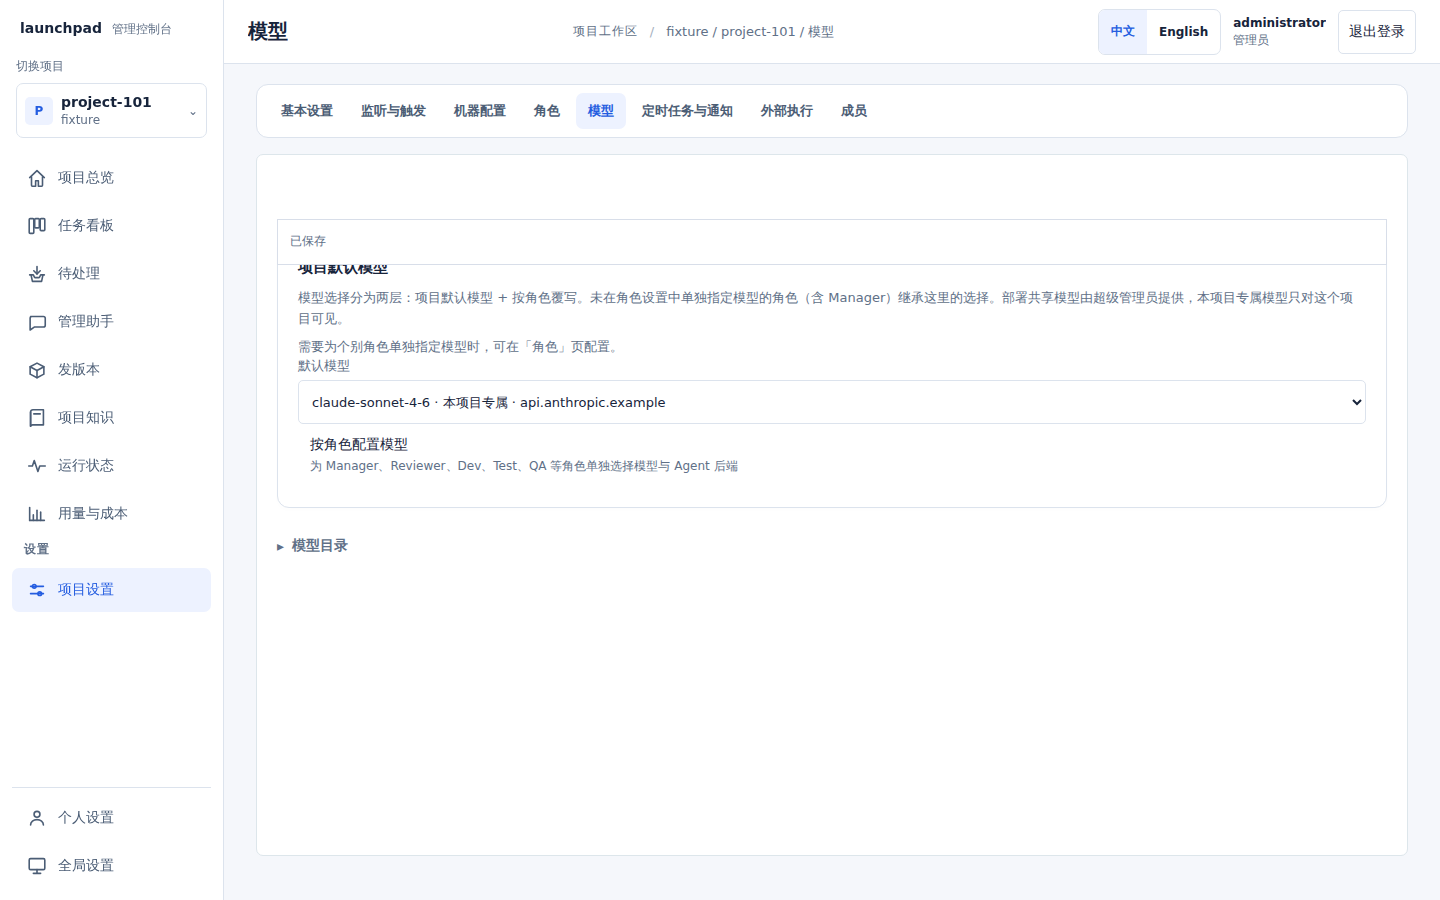 launchpad 管理控制台
切换项目
P
project-101
fixture
项目总览
任务看板
待处理
管理助手
发版本
项目知识
运行状态
用量与成本
设置
项目设置
个人设置
全局设置
模型
项目工作区 / fixture / project-101 / 模型
中文 English
administrator
管理员
退出登录
基本设置 监听与触发 机器配置 角色 模型 定时任务与通知 外部执行 成员
已保存
项目默认模型
模型选择分为两层：项目默认模型 + 按角色覆写。未在角色设置中单独指定模型的角色（含 Manager）继承这里的选择。部署共享模型由超级管理员提供，本项目专属模型只对这个项
目可见。
需要为个别角色单独指定模型时，可在「角色」页配置。
默认模型
claude-sonnet-4-6 · 本项目专属 · api.anthropic.example
按角色配置模型
为 Manager、Reviewer、Dev、Test、QA 等角色单独选择模型与 Agent 后端
模型目录